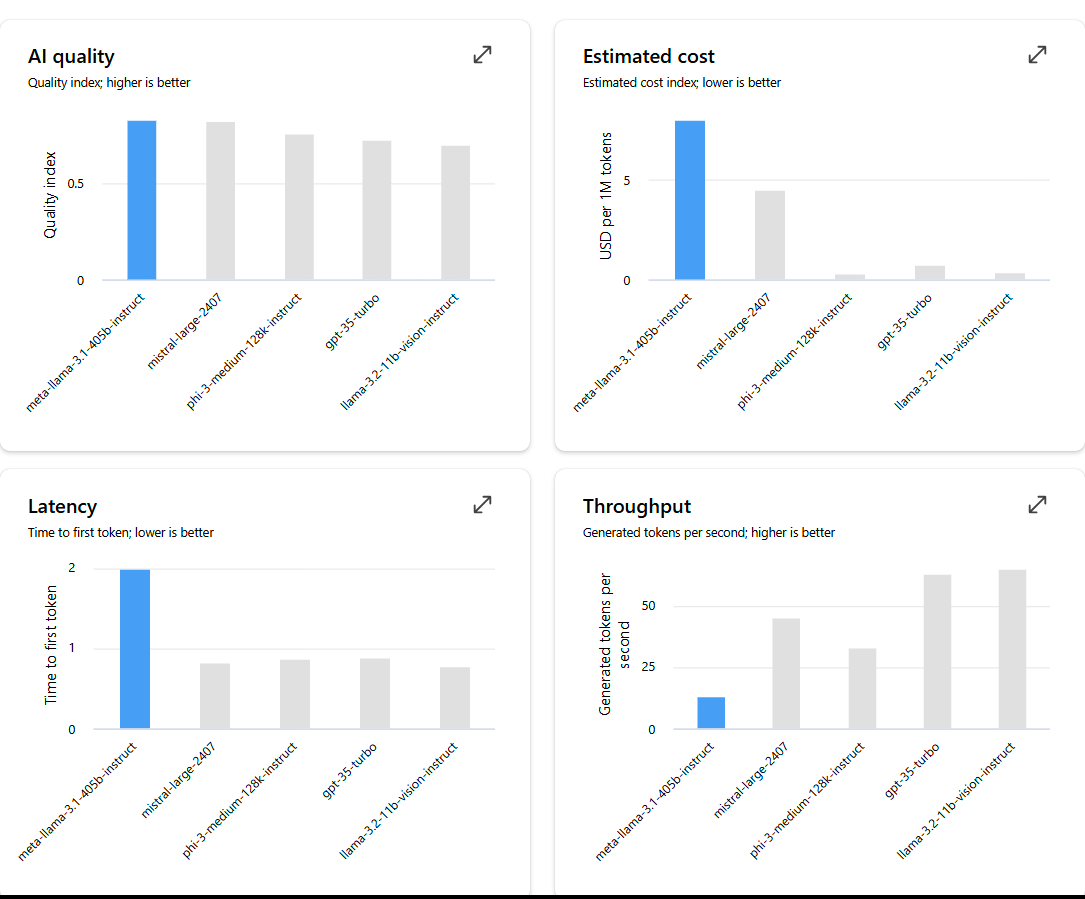 AI quality
Quality index; higher is better
Quality index
0.5
0
meta-llama-3.1-405b-instruct
mistral-large-2407
phi-3-medium-128k-instruct
gpt-35-turbo
llama-3.2-11b-vision-instruct
Estimated cost
Estimated cost index; lower is better
USD per 1M tokens
5
0
meta-llama-3.1-405b-instruct
mistral-large-2407
phi-3-medium-128k-instruct
gpt-35-turbo
llama-3.2-11b-vision-instruct
Latency
Time to first token; lower is better
Time to first token
2
1
0
meta-llama-3.1-405b-instruct
mistral-large-2407
phi-3-medium-128k-instruct
gpt-35-turbo
llama-3.2-11b-vision-instruct
Throughput
Generated tokens per second; higher is better
Generated tokens per
second
50
25
0
meta-llama-3.1-405b-instruct
mistral-large-2407
phi-3-medium-128k-instruct
gpt-35-turbo
llama-3.2-11b-vision-instruct